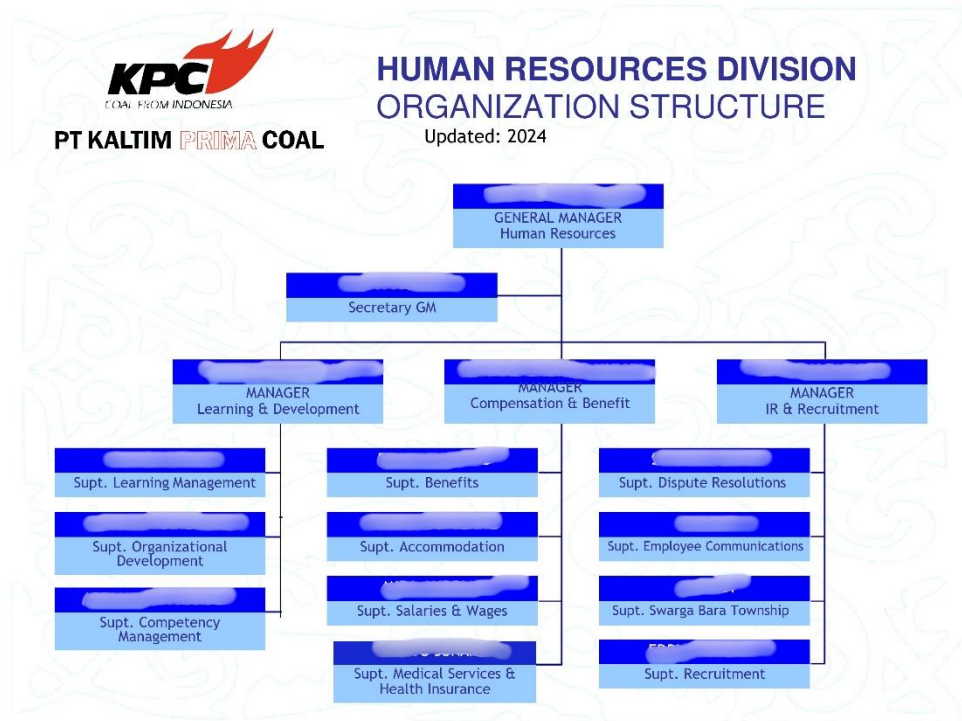 KPC
COAL FROM INDONESIA
PT KALTIM PRIMA COAL
HUMAN RESOURCES DIVISION
ORGANIZATION STRUCTURE
Updated: 2024
GENERAL MANAGER
Human Resources
Secretary GM
MANAGER
Learning & Development
MANAGER
Compensation & Benefit
MANAGER
IR & Recruitment
Supt. Learning Management
Supt. Organizational
Development
Supt. Competency
Management
Supt. Benefits
Supt. Accommodation
Supt. Salaries & Wages
Supt. Medical Services &
Health Insurance
Supt. Dispute Resolutions
Supt. Employee Communications
Supt. Swarga Bara Township
Supt. Recruitment